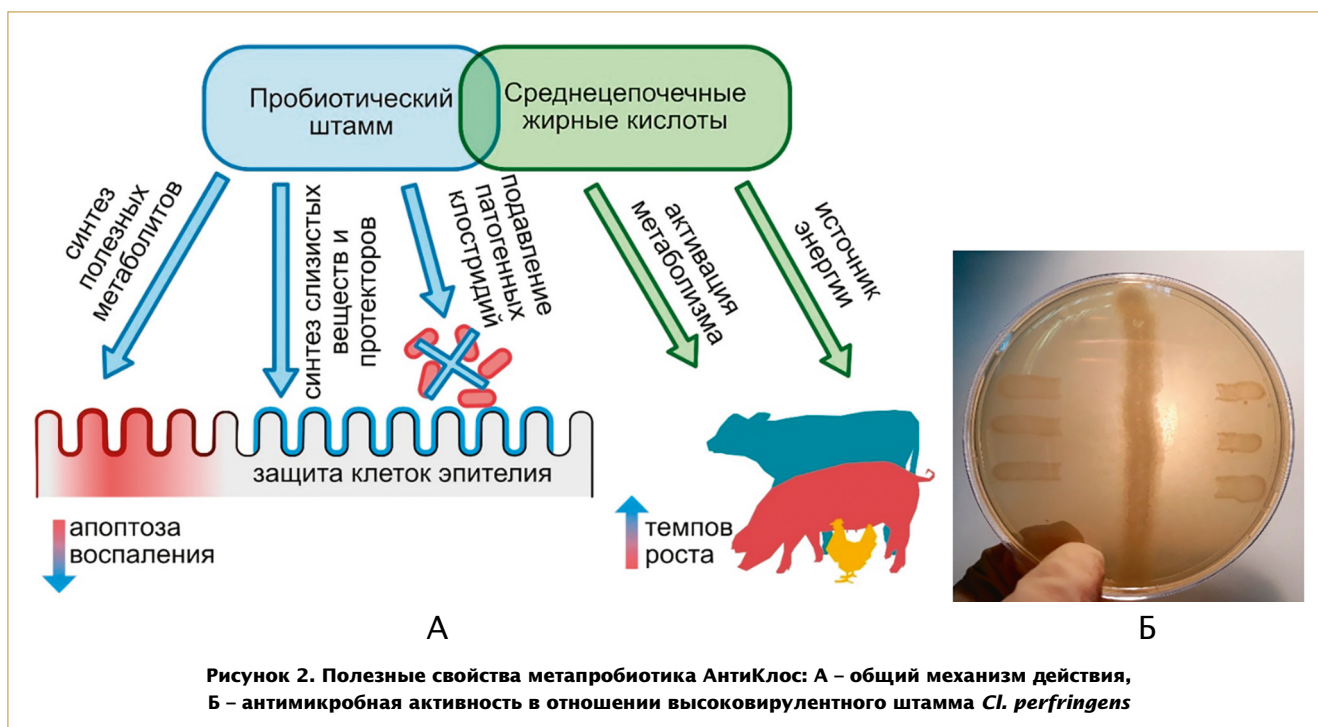 Пробиотический
штамм
Среднецепочечные
жирные кислоты
синтез
полезных
метаболитов
синтез слизистых
веществ и
протекторов
подавление
патогенных
клостридий
активация
метаболизма
источник
энергии
защита клеток эпителия
апоптоза
воспаления
темпов
роста
А
Б
Рисунок 2. Полезные свойства метапробиотика АнтиКлос: А – общий механизм действия,
Б – антимикробная активность в отношении высоковирулентного штамма Cl. perfringens